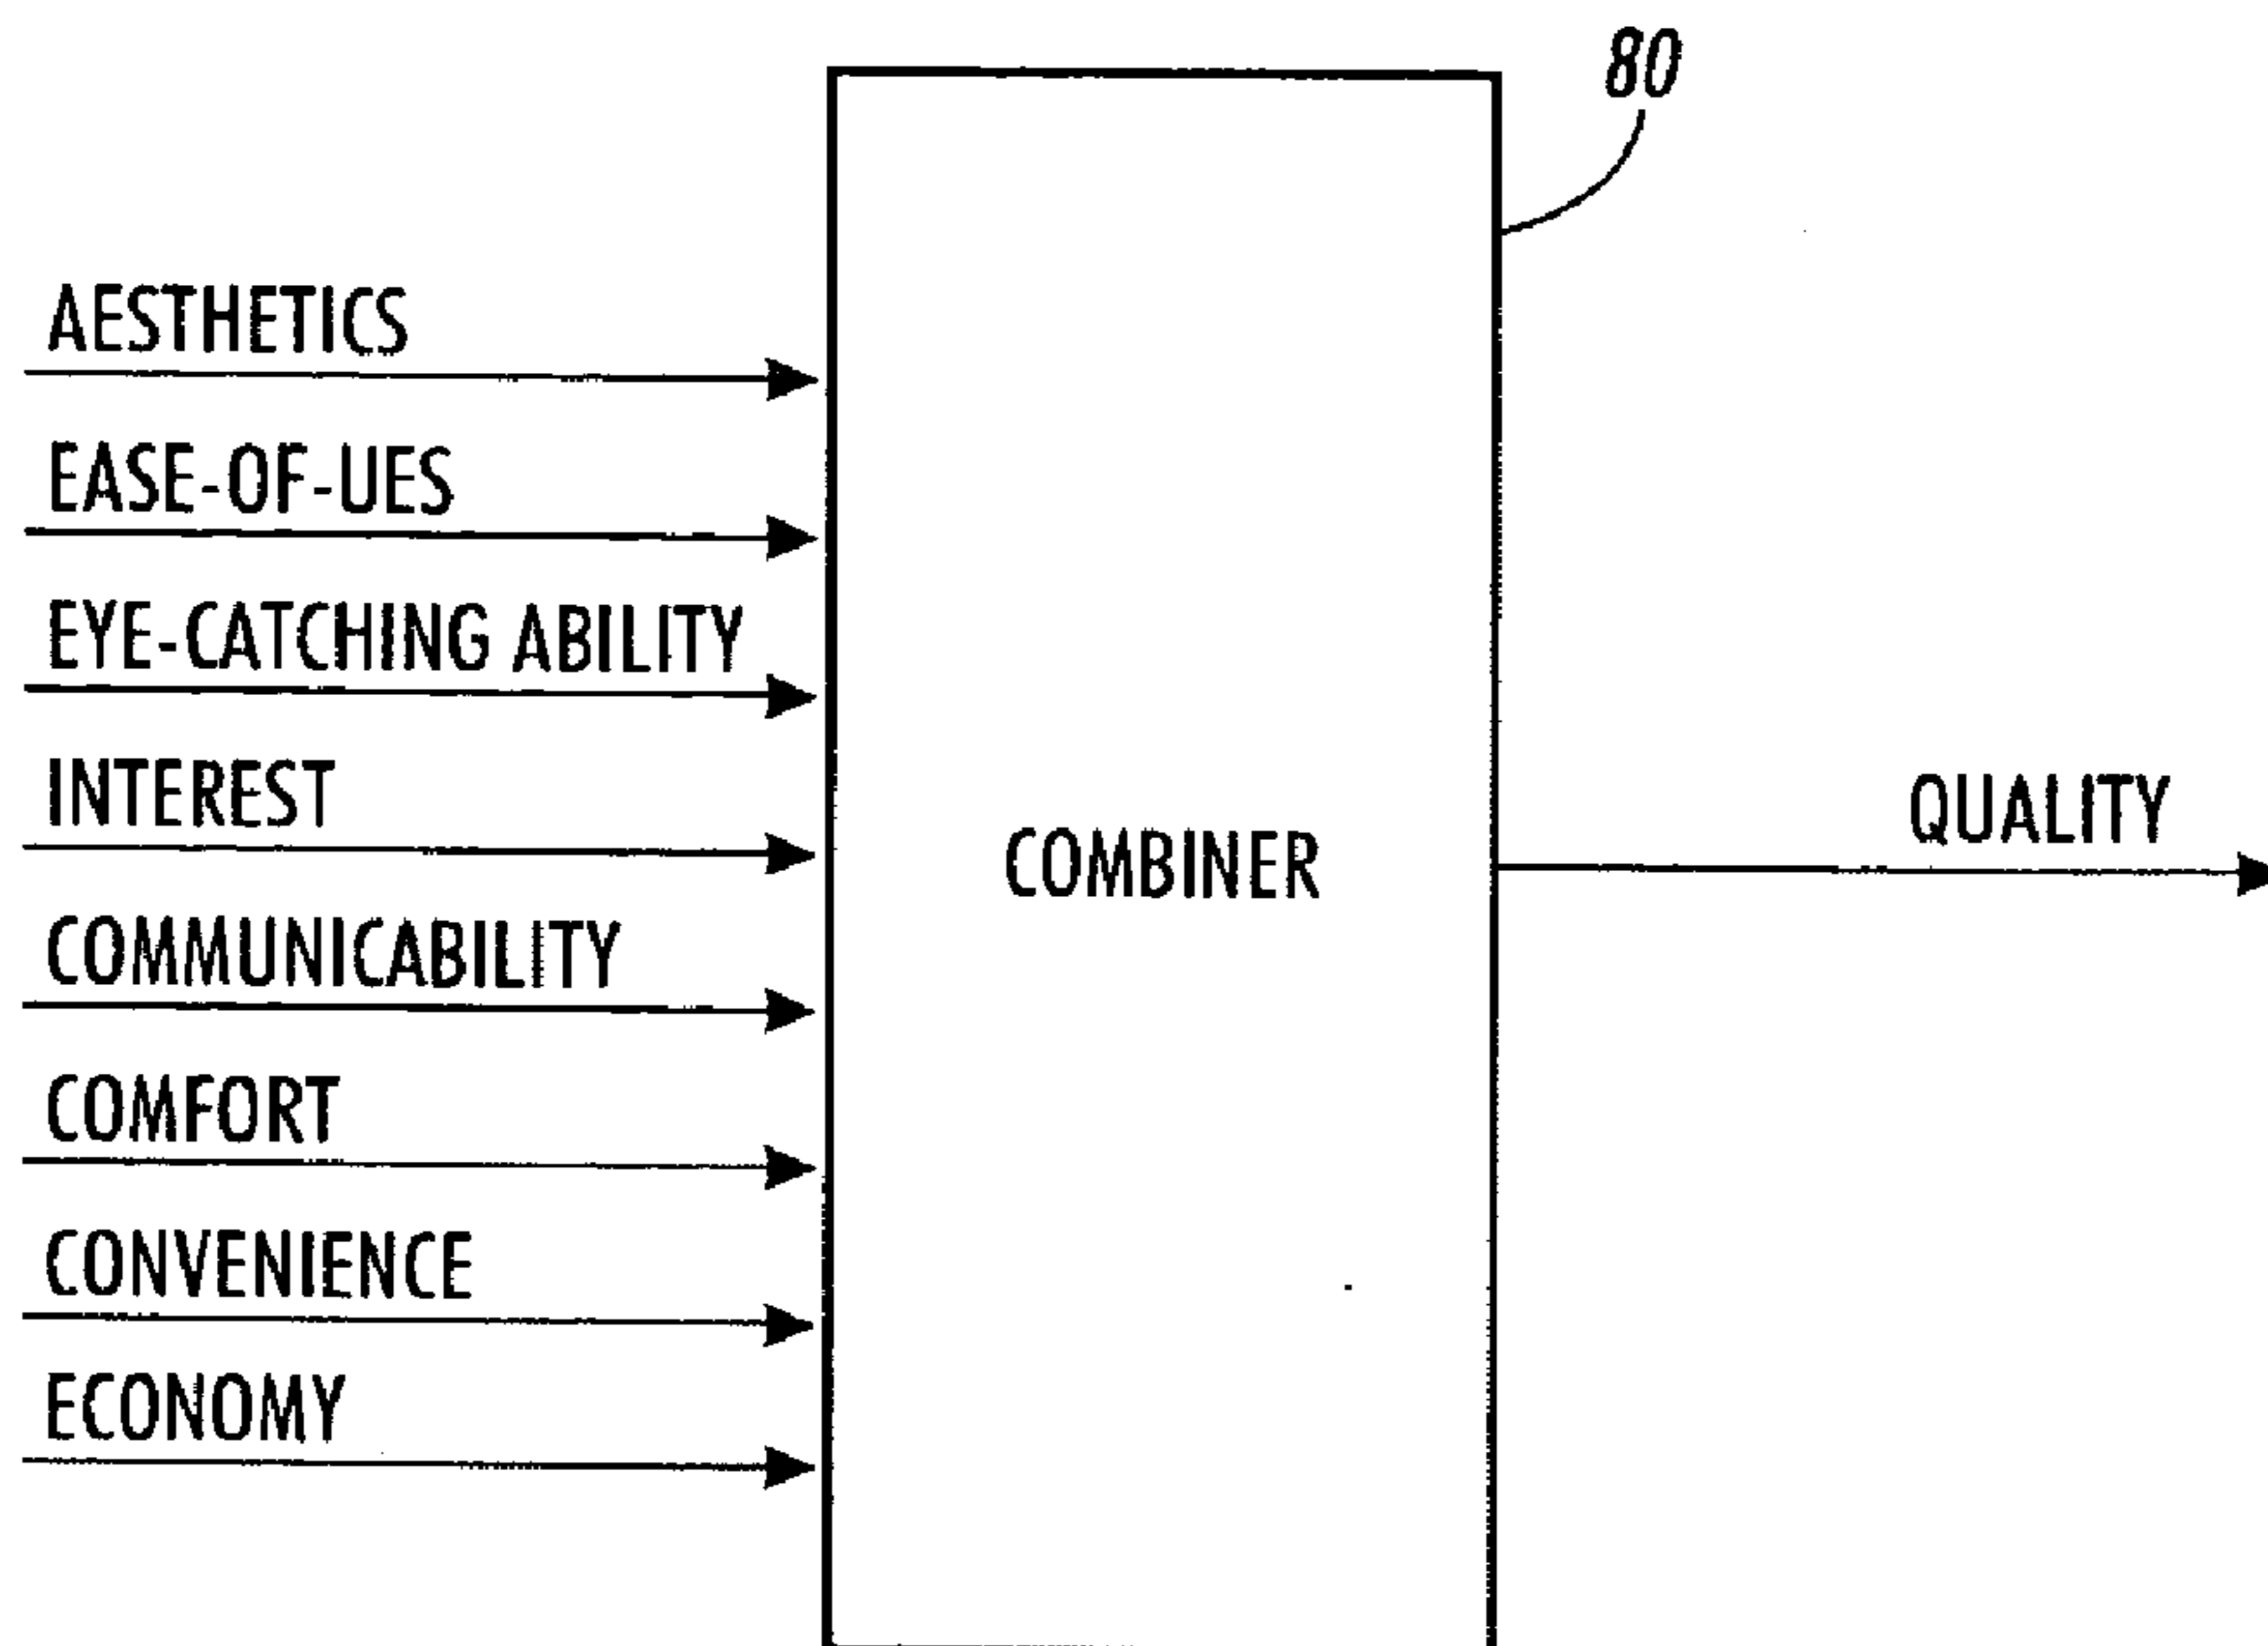 80
AESTHETICS
EASE-OF-UES
EYE-CATCHING ABILITY
INTEREST
COMMUNICABILITY
COMFORT
CONVENIENCE
ECONOMY
COMBINER
QUALITY